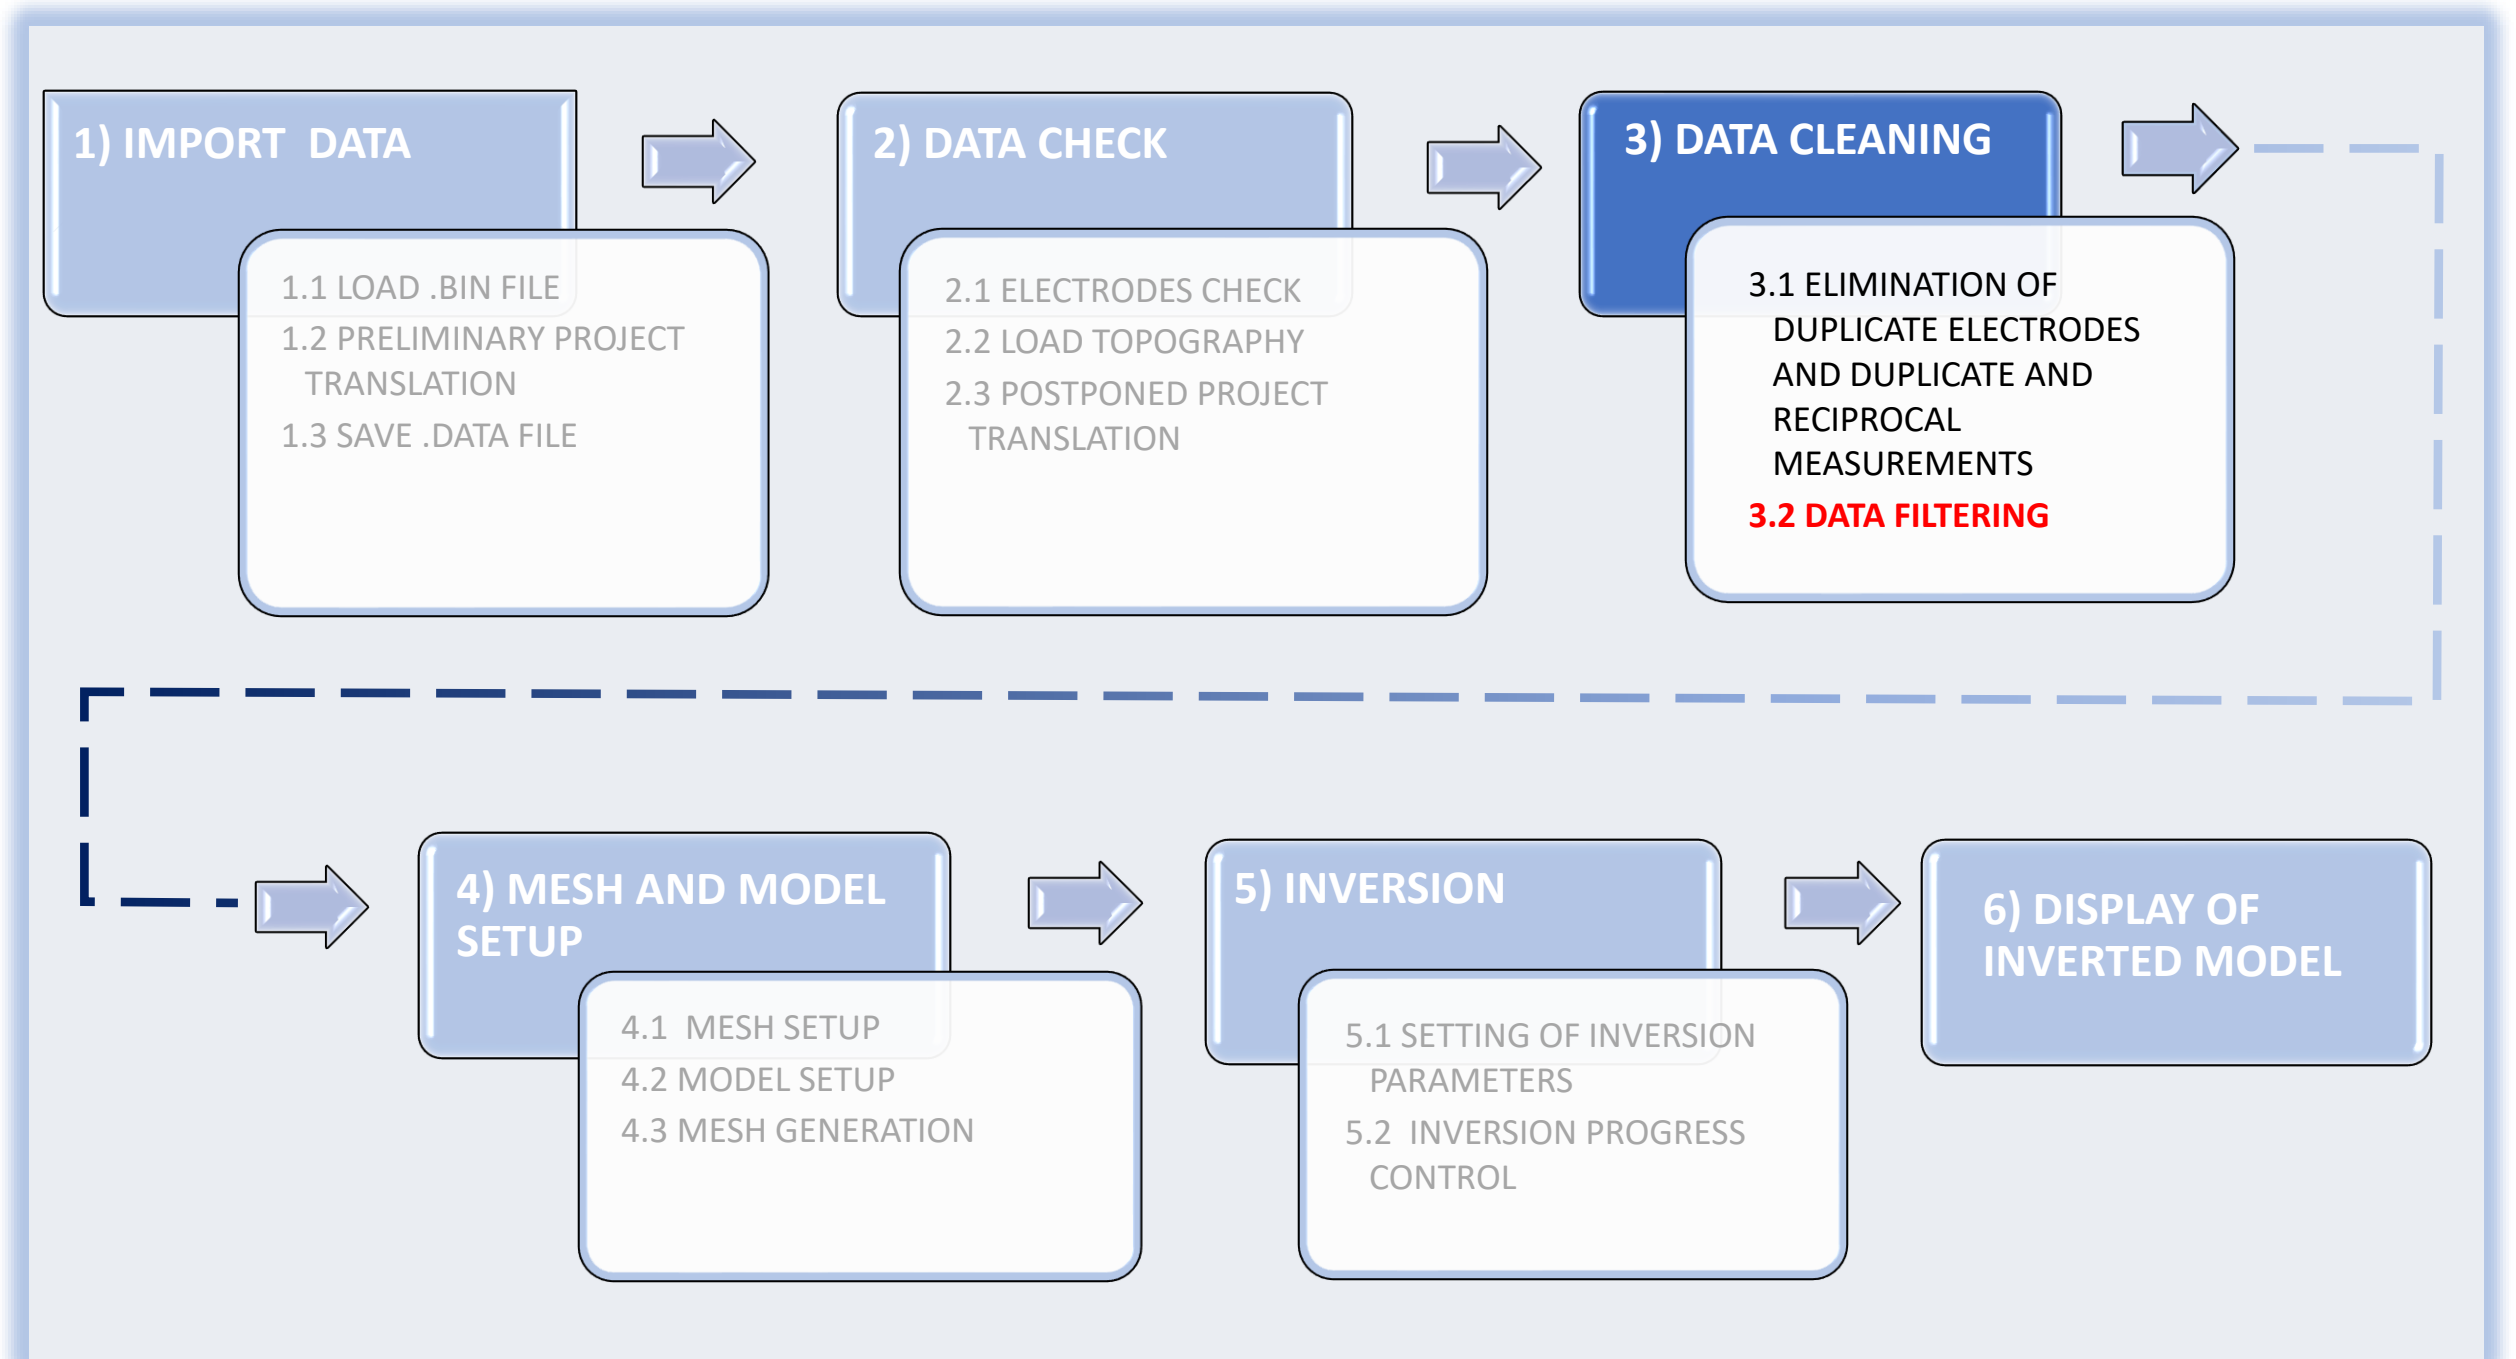 1) IMPORT  DATA
1.1 LOAD .BIN FILE
1.2 PRELIMINARY PROJECT
TRANSLATION
1.3 SAVE .DATA FILE
2) DATA CHECK
2.1 ELECTRODES CHECK
2.2 LOAD TOPOGRAPHY
2.3 POSTPONED PROJECT
TRANSLATION
3) DATA CLEANING
3.1 ELIMINATION OF
DUPLICATE ELECTRODES
AND DUPLICATE AND
RECIPROCAL
MEASUREMENTS
3.2 DATA FILTERING
4) MESH AND MODEL
SETUP
4.1  MESH SETUP
4.2 MODEL SETUP
4.3 MESH GENERATION
5) INVERSION
5.1 SETTING OF INVERSION
PARAMETERS
5.2  INVERSION PROGRESS
CONTROL
6) DISPLAY OF
INVERTED MODEL